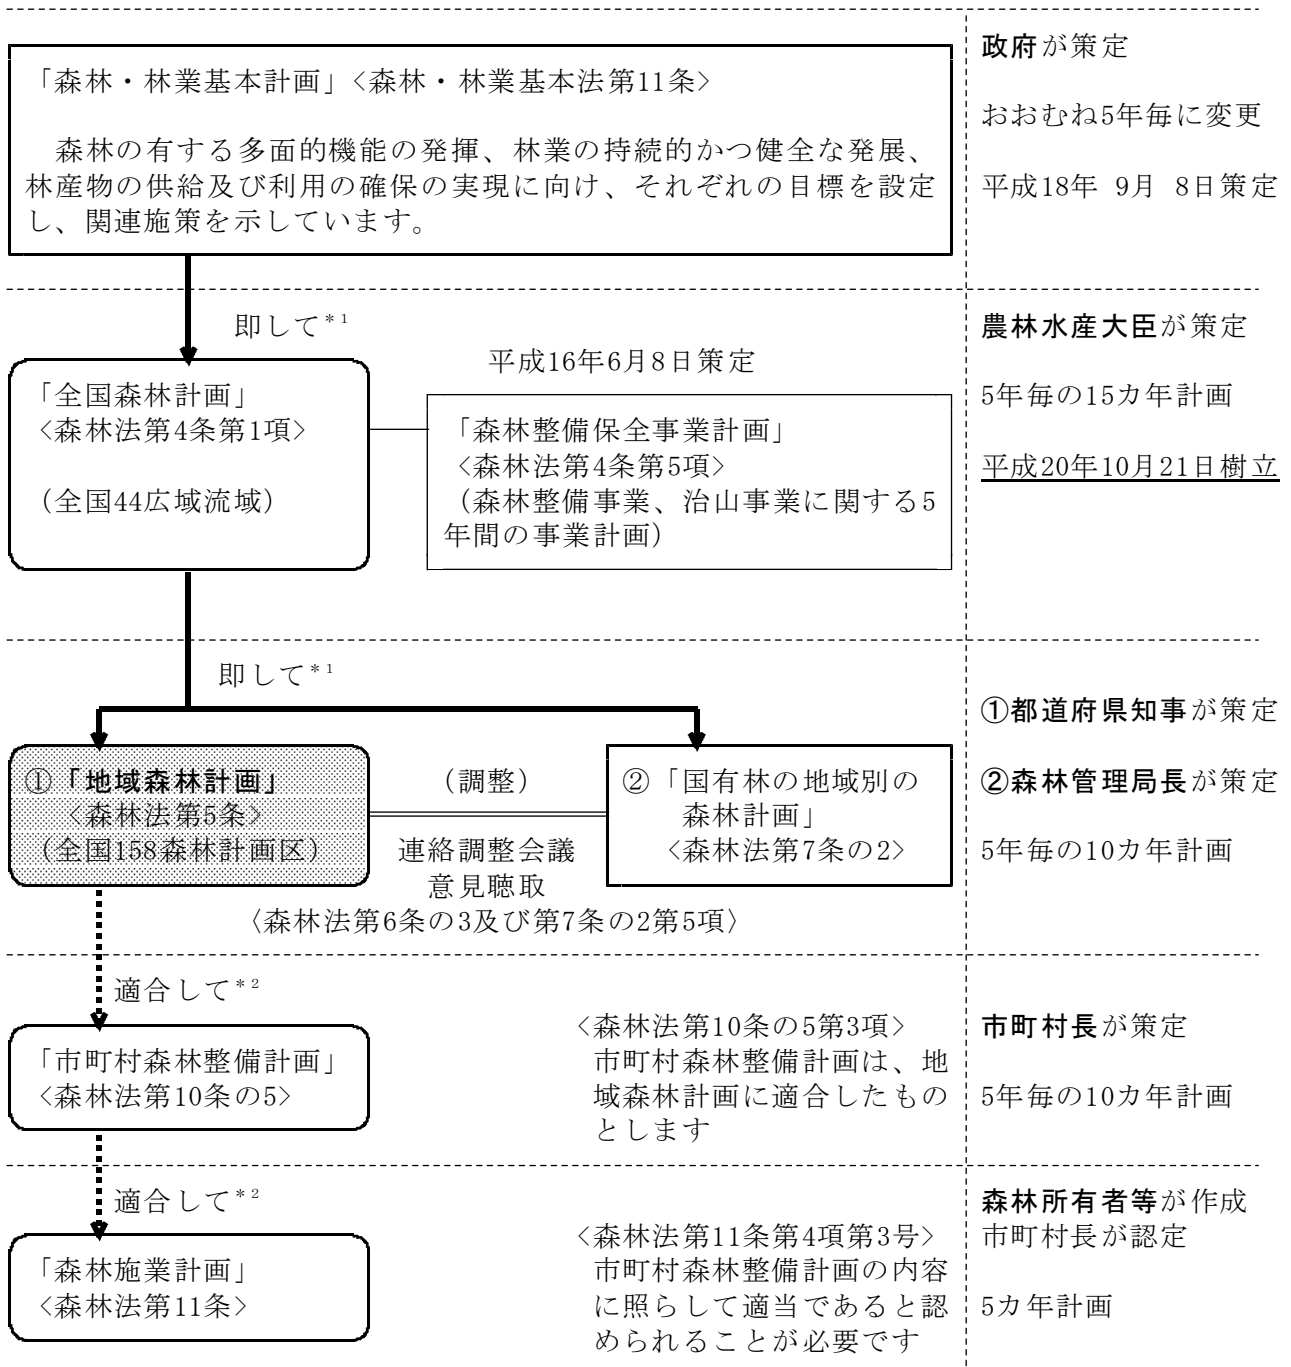 「森林・林業基本計画」<森林・林業基本法第11条>
森林の有する多面的機能の発揮、林業の持続的かつ健全な発展、
林産物の供給及び利用の確保の実現に向け、それぞれの目標を設定
し、関連施策を示しています。
政府が策定
おおむね5年毎に変更
平成18年 9月 8日策定
即して*1
「全国森林計画」
<森林法第4条第1項>
(全国44広域流域)
平成16年6月8日策定
「森林整備保全事業計画」
<森林法第4条第5項>
(森林整備事業、治山事業に関する5
年間の事業計画)
農林水産大臣が策定
5年毎の15カ年計画
平成20年10月21日樹立
即して*1
①「地域森林計画」
<森林法第5条>
(全国158森林計画区)
(調整)
連絡調整会議
意見聴取
〈森林法第6条の3及び第7条の2第5項〉
②「国有林の地域別の
森林計画」
<森林法第7条の2>
①都道府県知事が策定
②森林管理局長が策定
5年毎の10カ年計画
適合して*2
「市町村森林整備計画」
<森林法第10条の5>
<森林法第10条の5第3項>
市町村森林整備計画は、地
域森林計画に適合したもの
とします
市町村長が策定
5年毎の10カ年計画
適合して*2
「森林施業計画」
<森林法第11条>
<森林法第11条第4項第3号>
市町村森林整備計画の内容
に照らして適当であると認
められることが必要です
森林所有者等が作成
市町村長が認定
5カ年計画